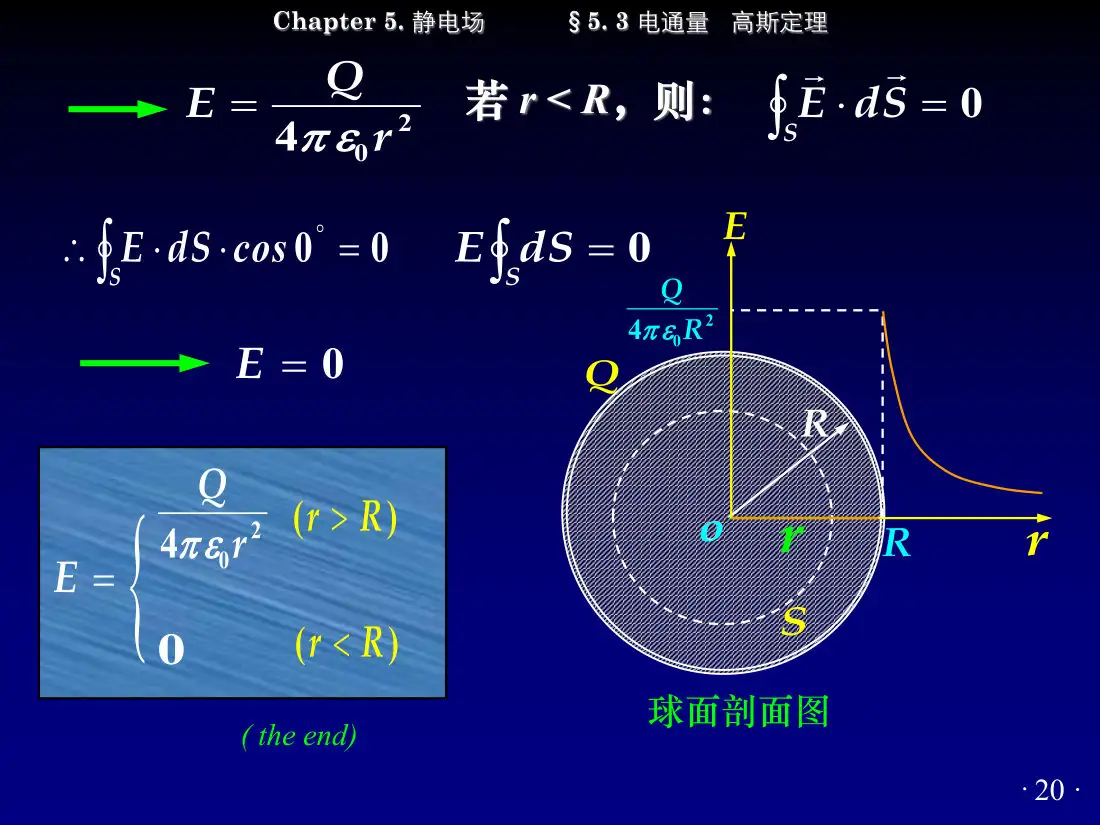 Chapter 5. 静电场 §5. 3 电通量 高斯定理
E = Q / 4πε₀r² 若 r < R，则： ∮_S E⃗ · dS⃗ = 0
∴ ∮_S E · dS · cos 0° = 0 E ∮_S dS = 0
E = 0
E = { Q / 4πε₀r² (r > R)
0 (r < R)
( the end)
E
Q / 4πε₀R²
Q
R
o r R r
S
球面剖面图
· 20 ·